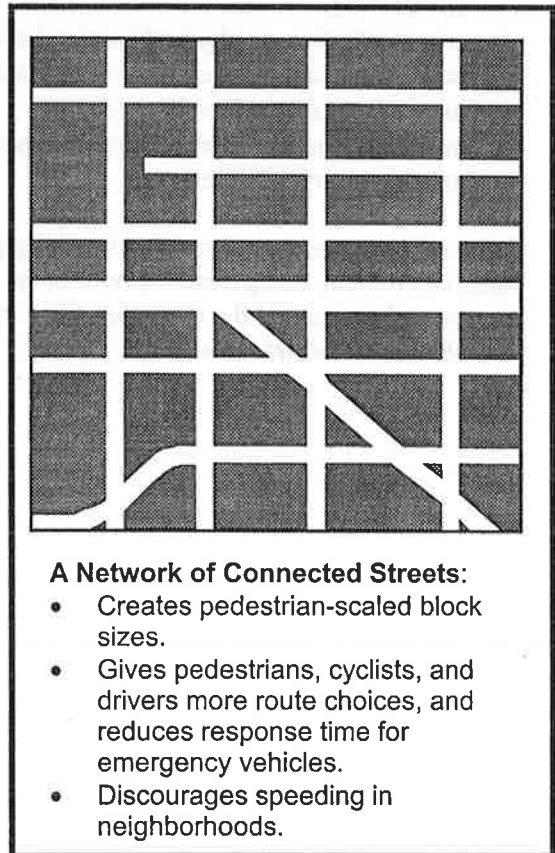 A Network of Connected Streets:
• Creates pedestrian-scaled block
sizes.
• Gives pedestrians, cyclists, and
drivers more route choices, and
reduces response time for
emergency vehicles.
• Discourages speeding in
neighborhoods.